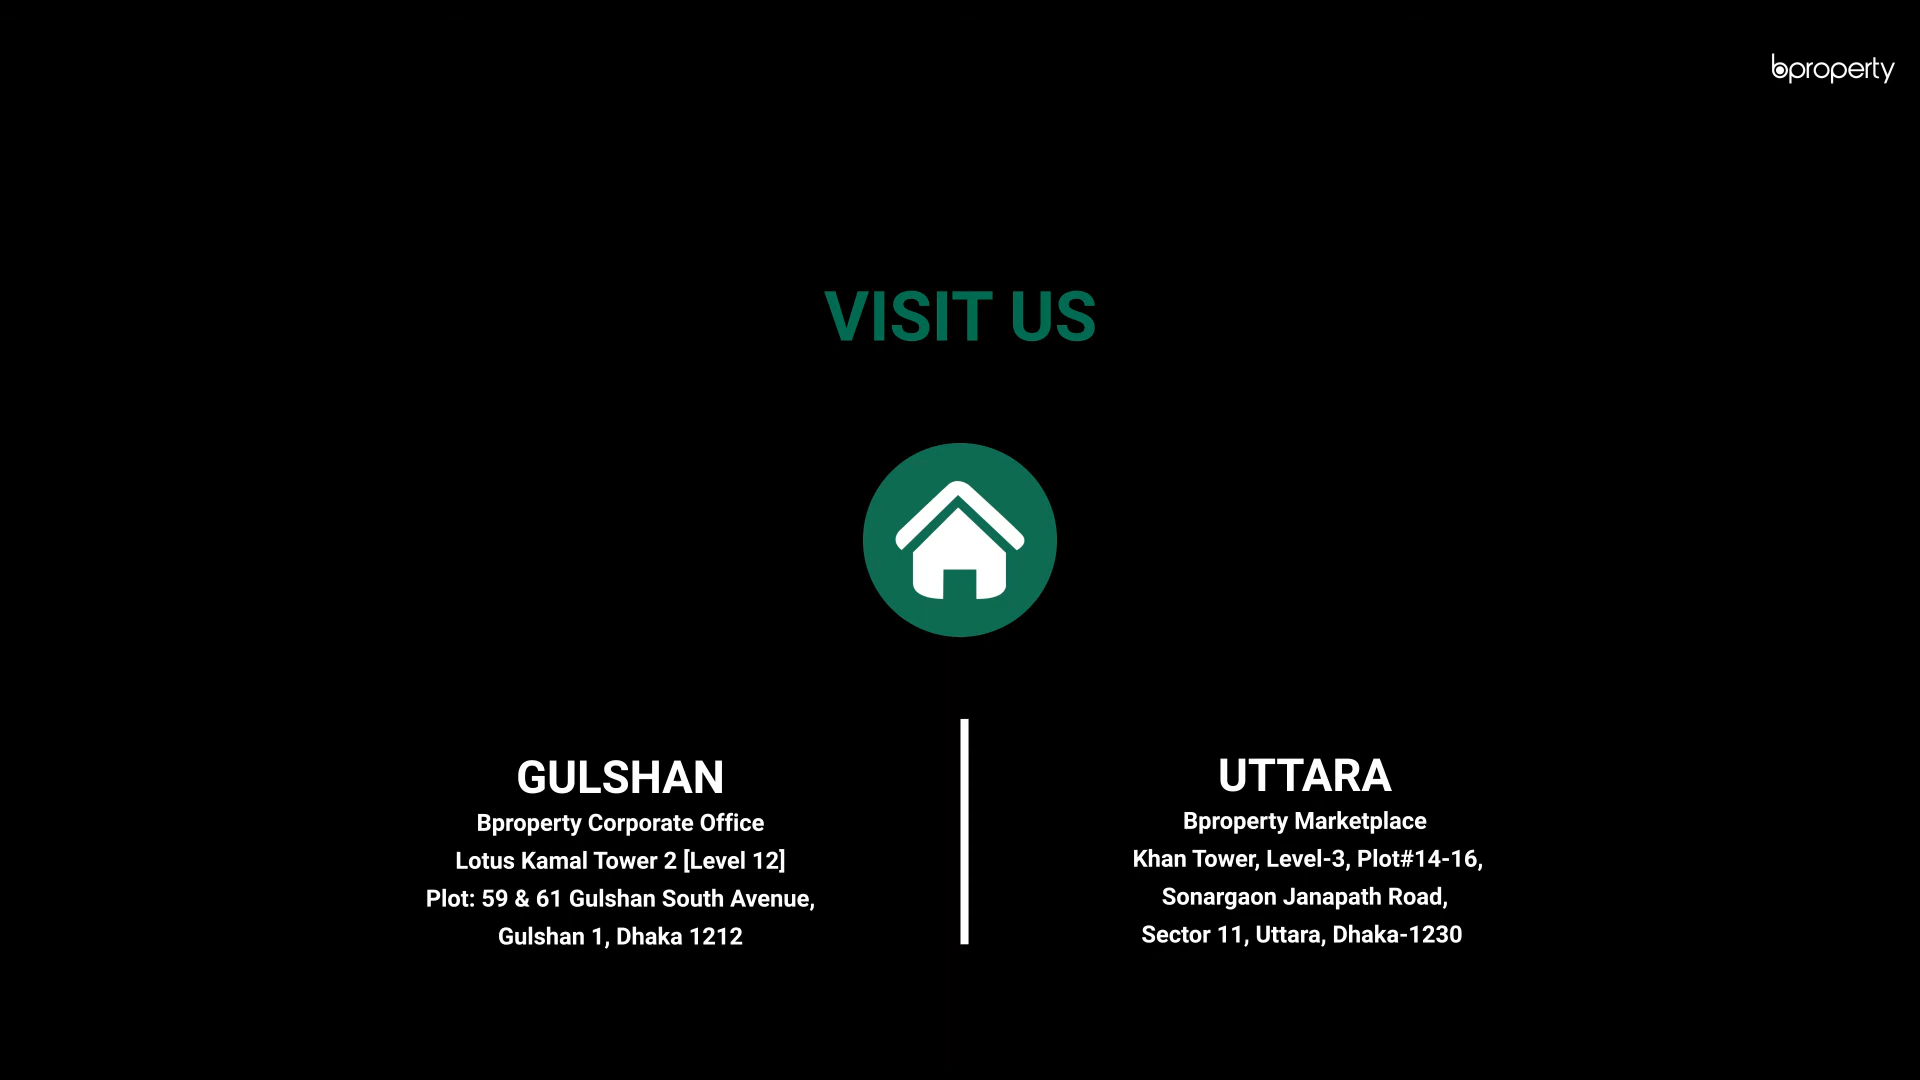 bproperty
VISIT US
GULSHAN
Bproperty Corporate Office
Lotus Kamal Tower 2 [Level 12]
Plot: 59 & 61 Gulshan South Avenue,
Gulshan 1, Dhaka 1212
UTTARA
Bproperty Marketplace
Khan Tower, Level-3, Plot#14-16,
Sonargaon Janapath Road,
Sector 11, Uttara, Dhaka-1230